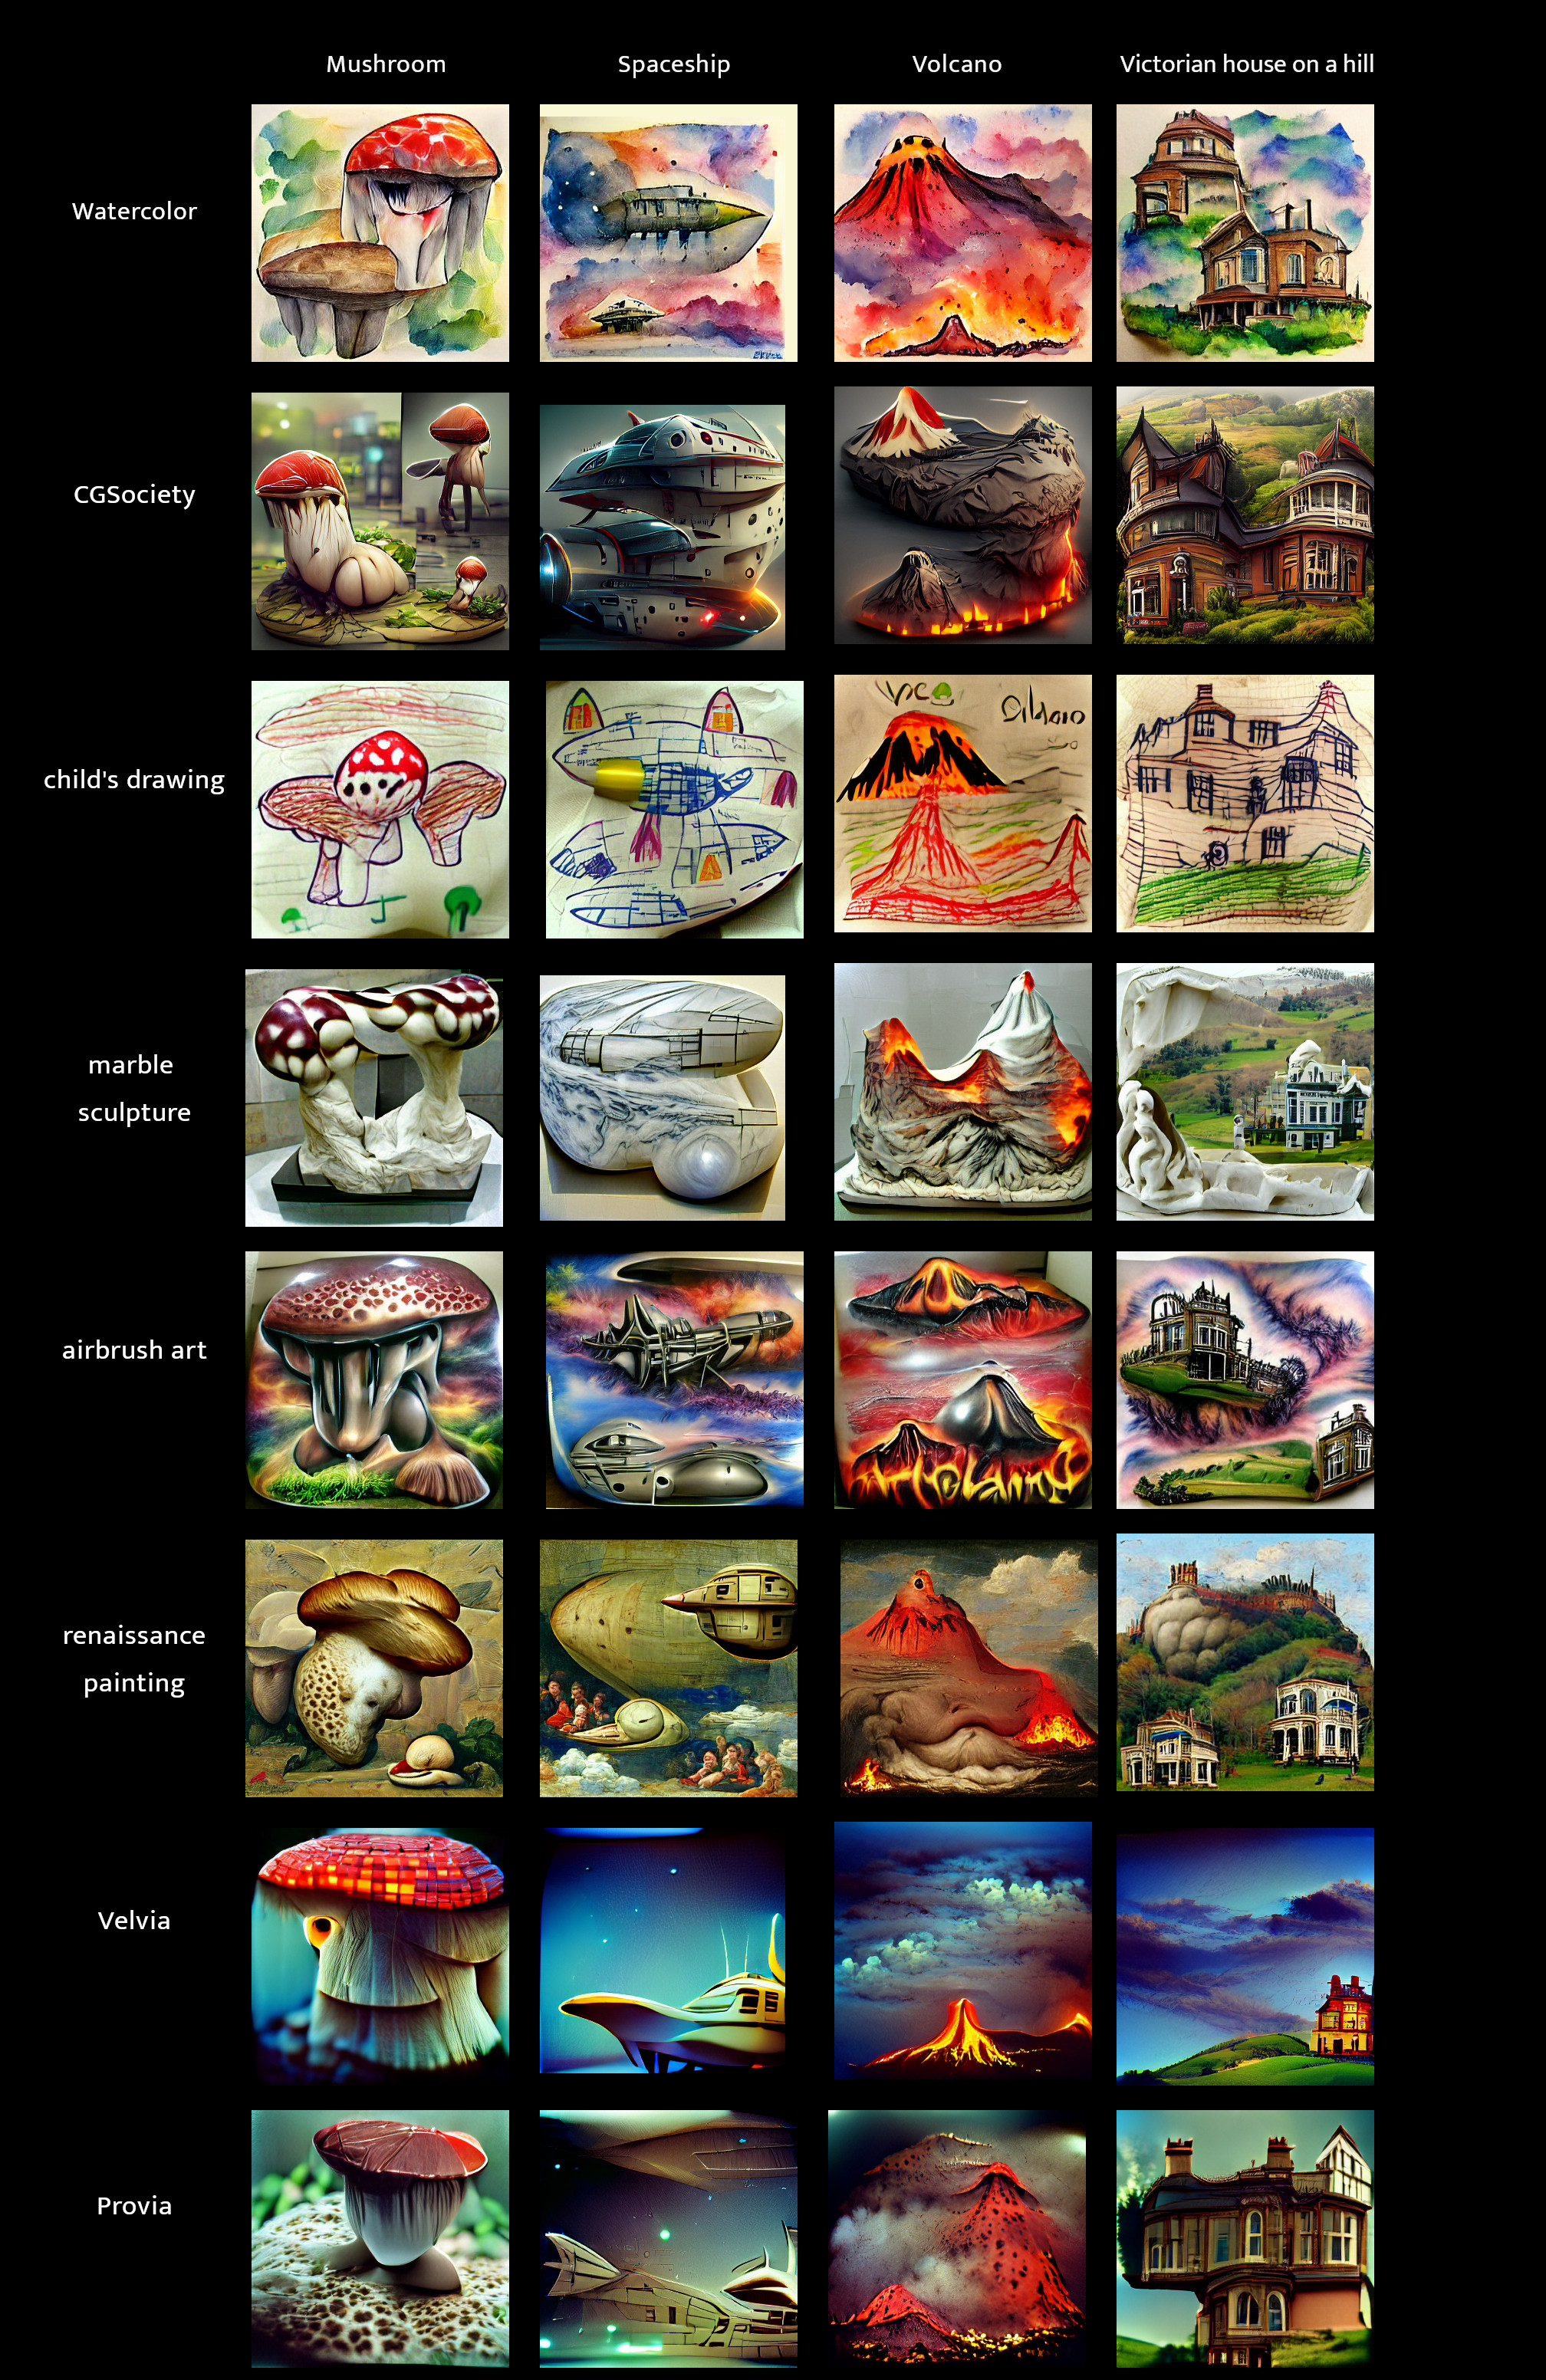 Mushroom
Spaceship
Volcano
Victorian house on a hill
Watercolor
CGSociety
child's drawing
marble
sculpture
airbrush art
renaissance
painting
Velvia
Provia